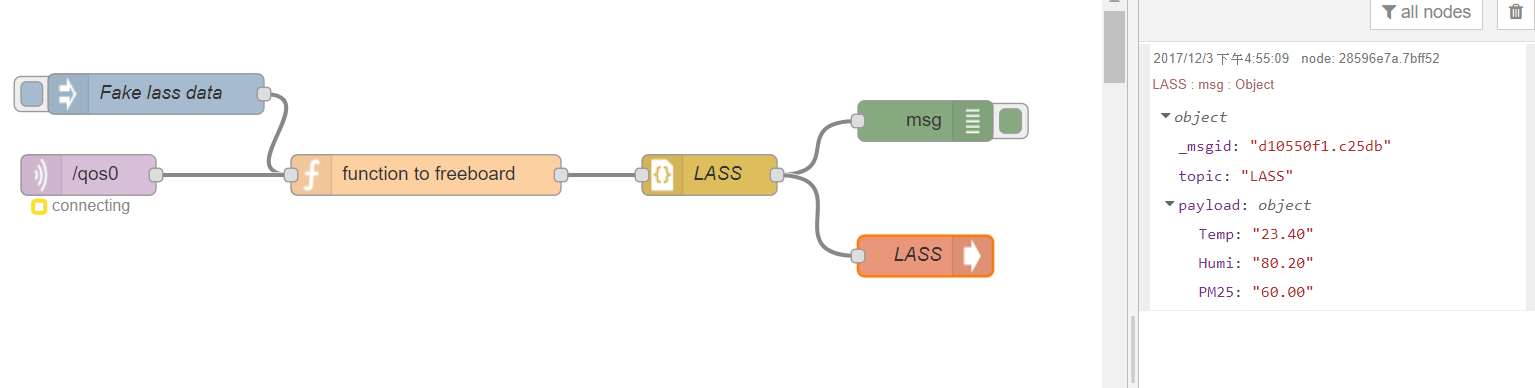 Fake lass data
/qos0
connecting
function to freeboard
LASS
msg
LASS
all nodes
2017/12/3 下午4:55:09 node: 28596e7a.7bff52
LASS : msg : Object
object
_msgid: "d10550f1.c25db"
topic: "LASS"
payload: object
Temp: "23.40"
Humi: "80.20"
PM25: "60.00"